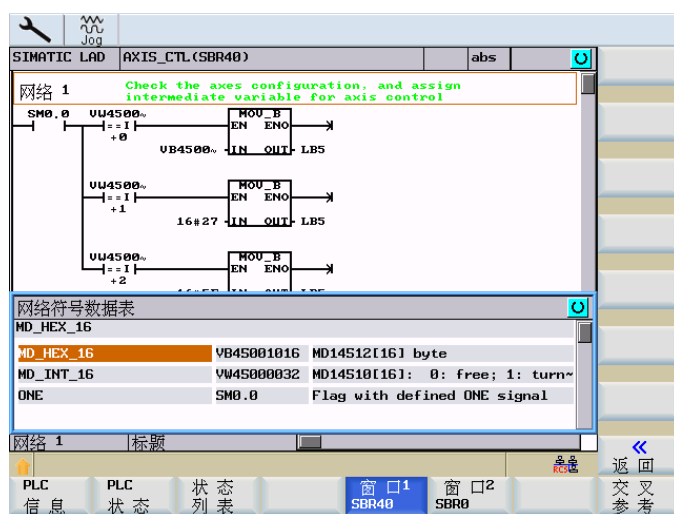 Jog
SIMATIC LAD AXIS_CTL(SBR40) abs
网络 1 Check the axes configuration, and assign
intermediate variable for axis control
SM0.0 VW4500~ MOV_B
==I EN ENO
+0
VB4500~ IN OUT LB5
VW4500~ MOV_B
==I EN ENO
+1
16#27 IN OUT LB5
VW4500~ MOV_B
==I EN ENO
+2
网络符号数据表
MD_HEX_16
MD_HEX_16 VB45001016 MD14512[16] byte
MD_INT_16 VW45000032 MD14510[16]: 0: free; 1: turn~
ONE SM0.0 Flag with defined ONE signal
网络 1 标题
RCS
«
返回
PLC
信息
PLC
状态
状态
列表
窗口1
SBR40
窗口2
SBR0
交叉
参考